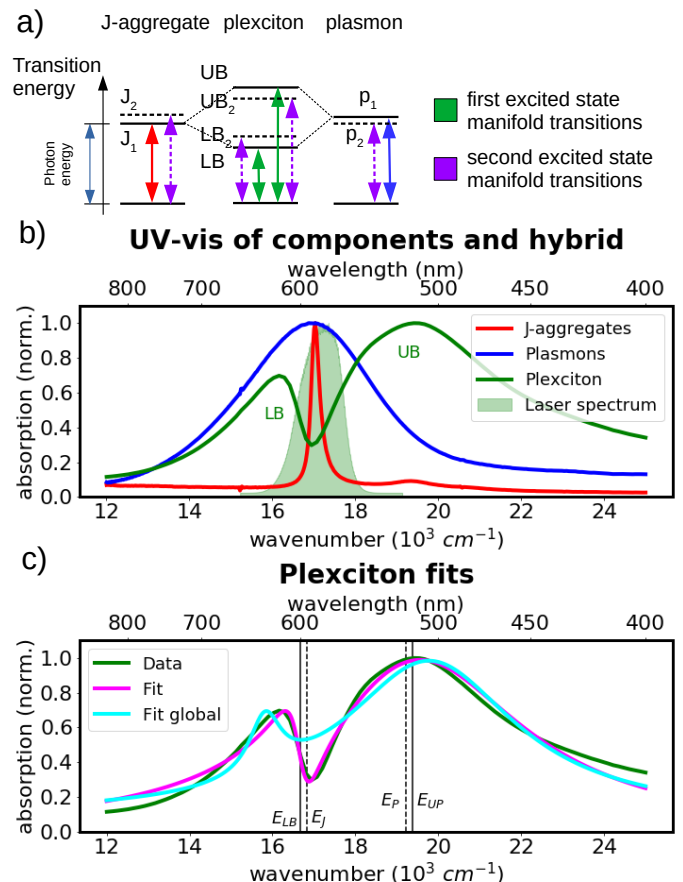 a)
J-aggregate plexciton plasmon
Transition
energy
Photon
energy
J2
J1
UB
UB2
LB2
LB
p1
p2
first excited state
manifold transitions
second excited state
manifold transitions
b)
UV-vis of components and hybrid
wavelength (nm)
800 700 600 500 450 400
absorption (norm.)
1.0
0.8
0.6
0.4
0.2
0.0
LB
UB
J-aggregates
Plasmons
Plexciton
Laser spectrum
12 14 16 18 20 22 24
wavenumber (10³ cm⁻¹)
c)
Plexciton fits
wavelength (nm)
800 700 600 500 450 400
absorption (norm.)
1.0
0.8
0.6
0.4
0.2
0.0
Data
Fit
Fit global
E_LB E_J E_P E_UP
12 14 16 18 20 22 24
wavenumber (10³ cm⁻¹)